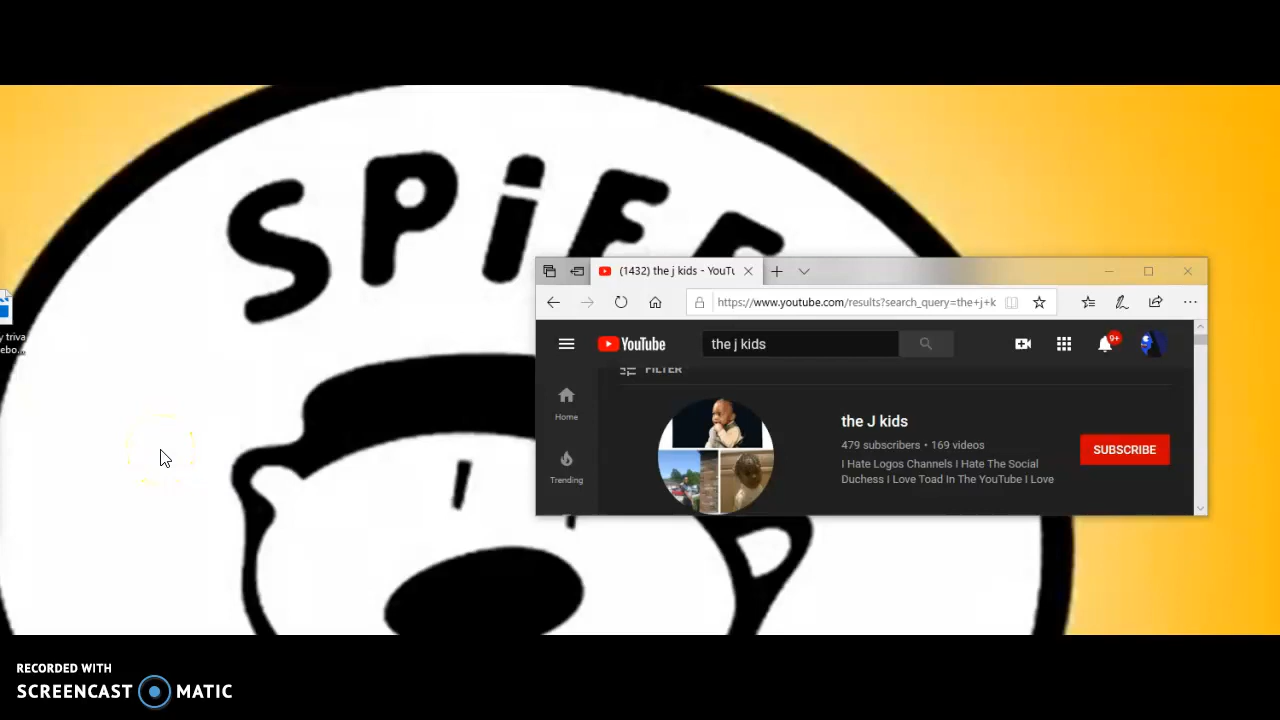 SPiFF
(1432) the j kids - YouTu
https://www.youtube.com/results?search_query=the+j+k
YouTube
the j kids
9+
FILTER
Home
the J kids
479 subscribers • 169 videos
SUBSCRIBE
I Hate Logos Channels I Hate The Social
Duchess I Love Toad In The YouTube I Love
Trending
y triva
ebo...
RECORDED WITH
SCREENCAST MATIC